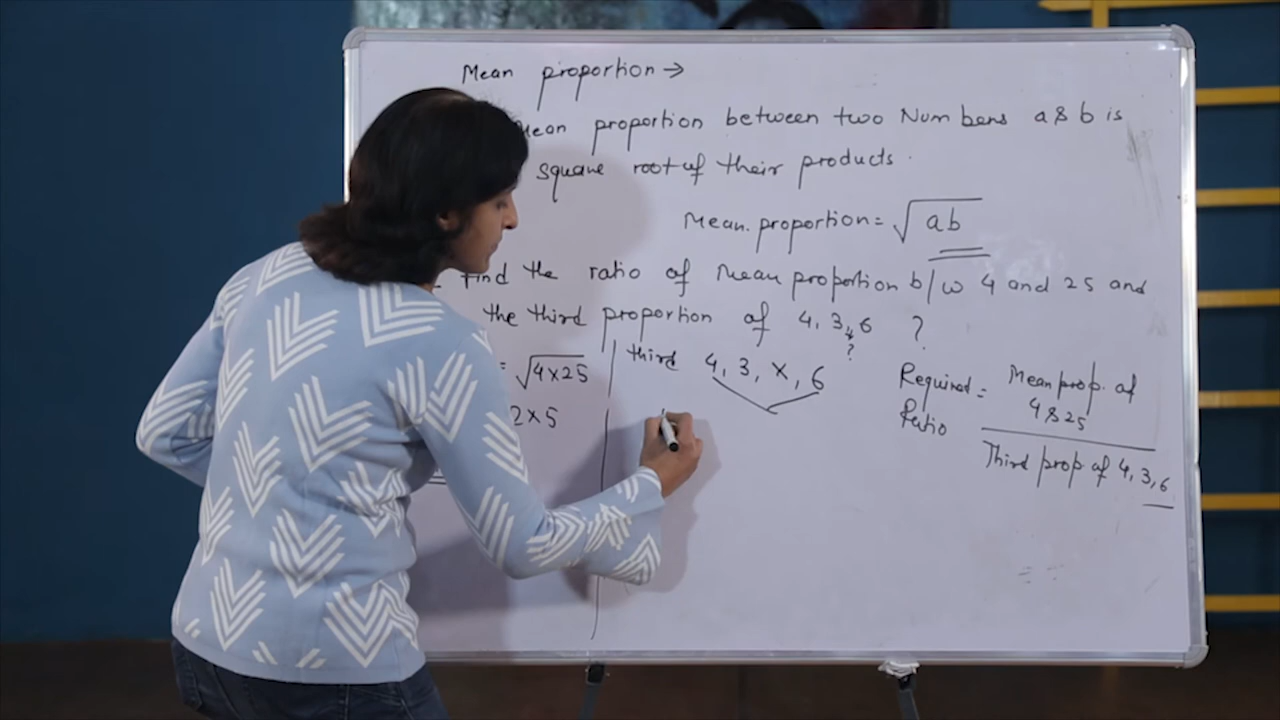 Mean proportion →
Mean proportion between two Numbers a & b is
square root of their products.
Mean. proportion = √ab
Find the ratio of Mean proportion b/w 4 and 25 and
the third proportion of 4, 3, 6 ?
?
= √4×25
2×5
third 4, 3, x, 6
Required Ratio = Mean prop. of 4 & 25
Third prop of 4, 3, 6